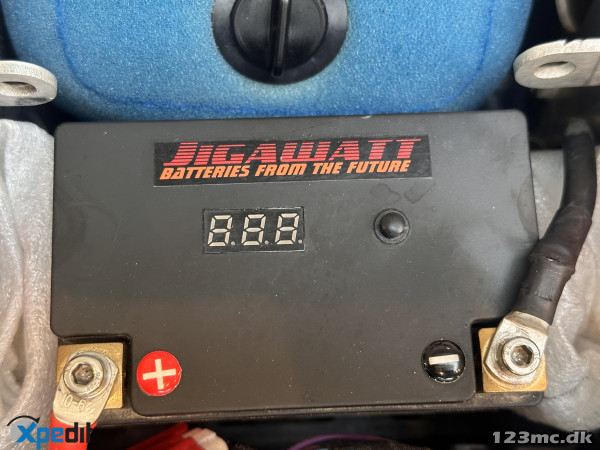 JIGAWATT
BATTERIES FROM THE FUTURE
8.8.8.
+
−
Xpedit
123mc.dk